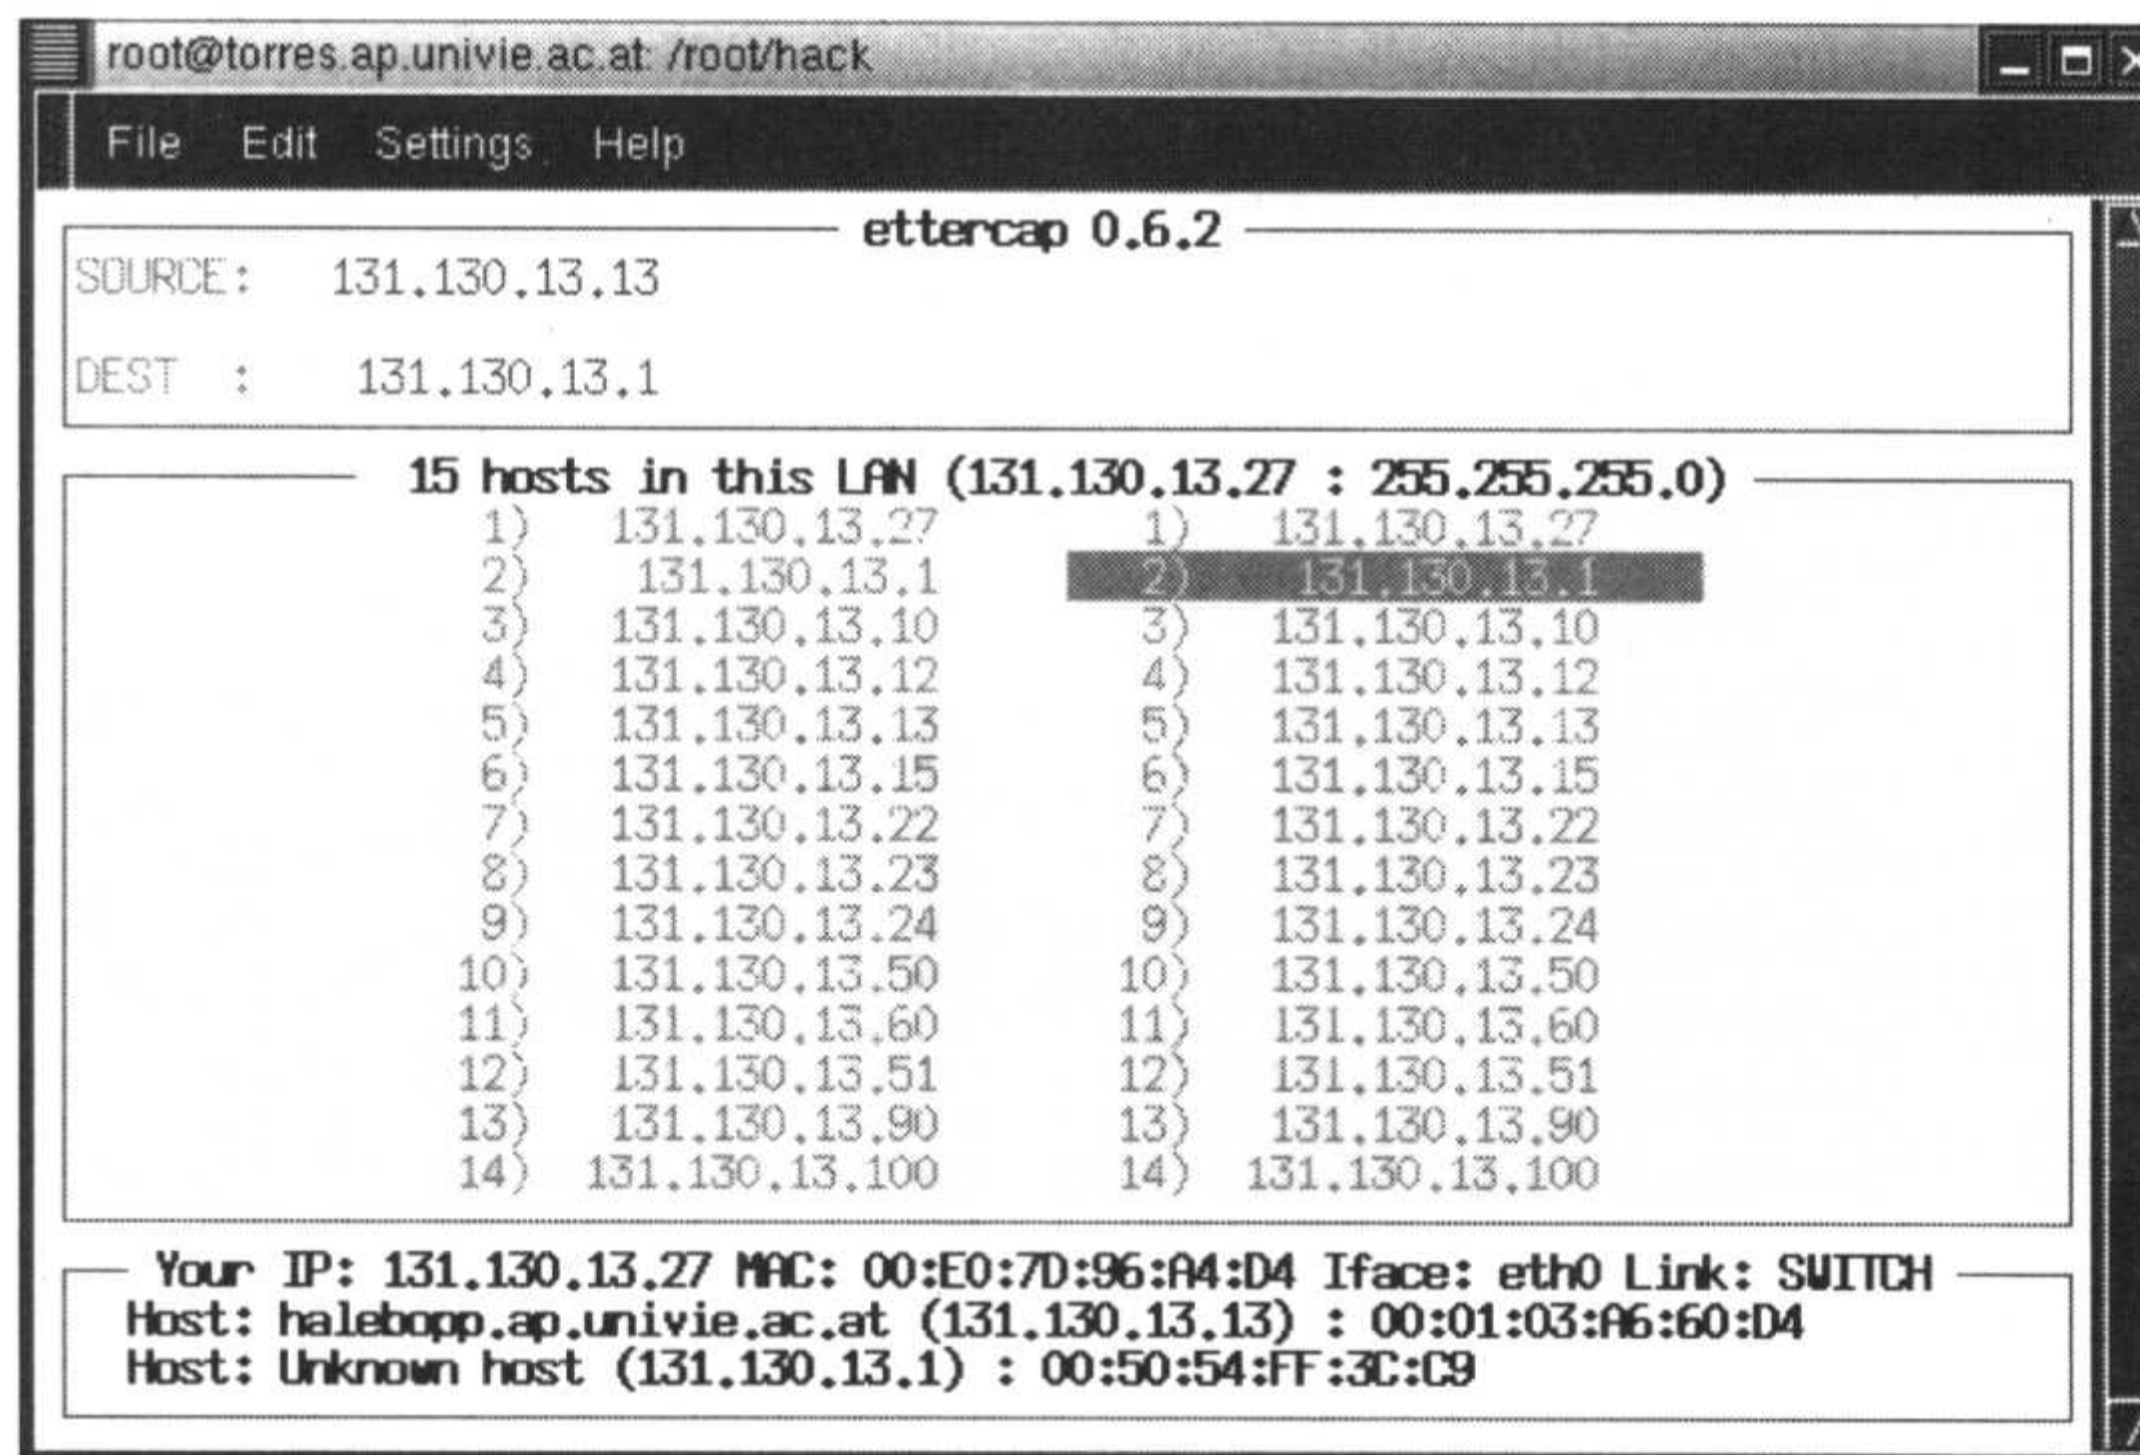 root@torres.ap.univie.ac.at: /root/hack
File Edit Settings Help
ettercap 0.6.2
SOURCE: 131.130.13.13
DEST : 131.130.13.1
15 hosts in this LAN (131.130.13.27 : 255.255.255.0)
1) 131.130.13.27 1) 131.130.13.27
2) 131.130.13.1 2) 131.130.13.1
3) 131.130.13.10 3) 131.130.13.10
4) 131.130.13.12 4) 131.130.13.12
5) 131.130.13.13 5) 131.130.13.13
6) 131.130.13.15 6) 131.130.13.15
7) 131.130.13.22 7) 131.130.13.22
8) 131.130.13.23 8) 131.130.13.23
9) 131.130.13.24 9) 131.130.13.24
10) 131.130.13.50 10) 131.130.13.50
11) 131.130.13.60 11) 131.130.13.60
12) 131.130.13.51 12) 131.130.13.51
13) 131.130.13.90 13) 131.130.13.90
14) 131.130.13.100 14) 131.130.13.100
Your IP: 131.130.13.27 MAC: 00:E0:7D:96:A4:D4 Iface: eth0 Link: SWITCH
Host: halebopp.ap.univie.ac.at (131.130.13.13) : 00:01:03:A6:60:D4
Host: Unknown host (131.130.13.1) : 00:50:54:FF:3C:C9